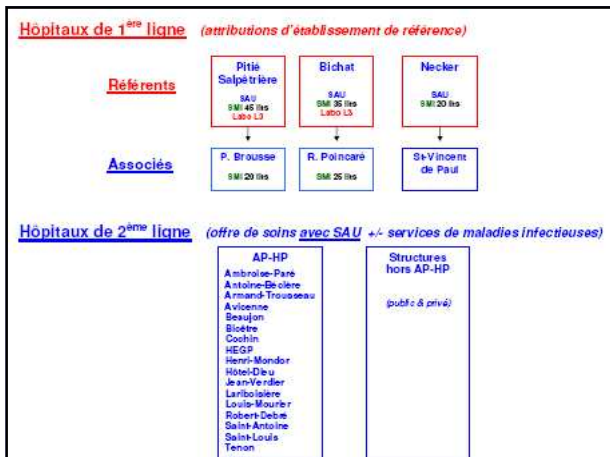 Hôpitaux de 1ère ligne (attributions d'établissement de référence)
Référents
Pitié
Salpêtrière
SAU
SMI 45 lits
Labo L3
Bichat
SAU
SMI 35 lits
Labo L3
Necker
SAU
SMI 20 lits
Associés
P. Brousse
SMI 20 lits
R. Poincaré
SMI 25 lits
St-Vincent
de Paul
Hôpitaux de 2ème ligne (offre de soins avec SAU +/- services de maladies infectieuses)
AP-HP
Ambroise-Paré
Antoine-Béclère
Armand-Trousseau
Avicenne
Beaujon
Bicêtre
Cochin
HEGP
Henri-Mondor
Hôtel-Dieu
Jean-Verdier
Lariboisière
Louis-Mourier
Robert-Debré
Saint-Antoine
Saint-Louis
Tenon
Structures
hors AP-HP
(public & privé)